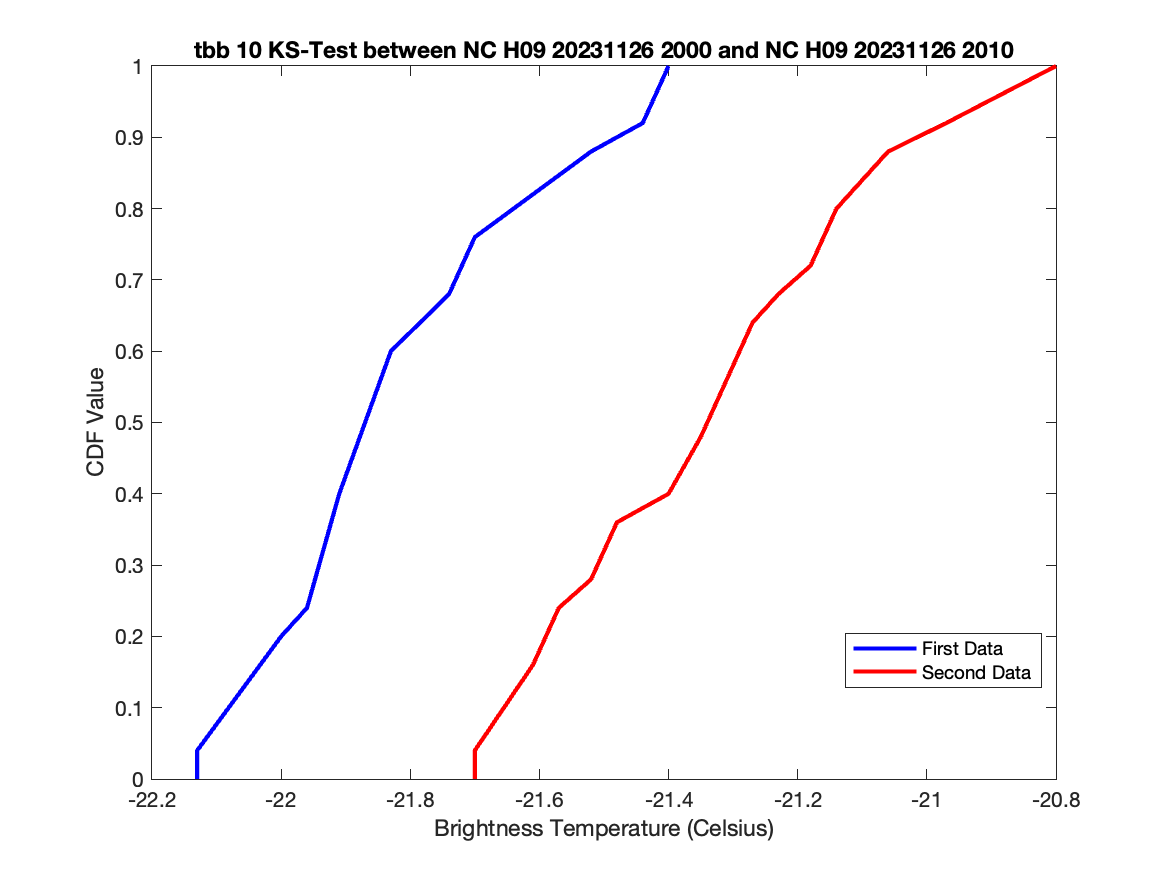 tbb 10 KS-Test between NC H09 20231126 2000 and NC H09 20231126 2010
1
0.9
0.8
0.7
0.6
0.5
0.4
0.3
0.2
0.1
0
CDF Value
First Data
Second Data
-22.2 -22 -21.8 -21.6 -21.4 -21.2 -21 -20.8
Brightness Temperature (Celsius)